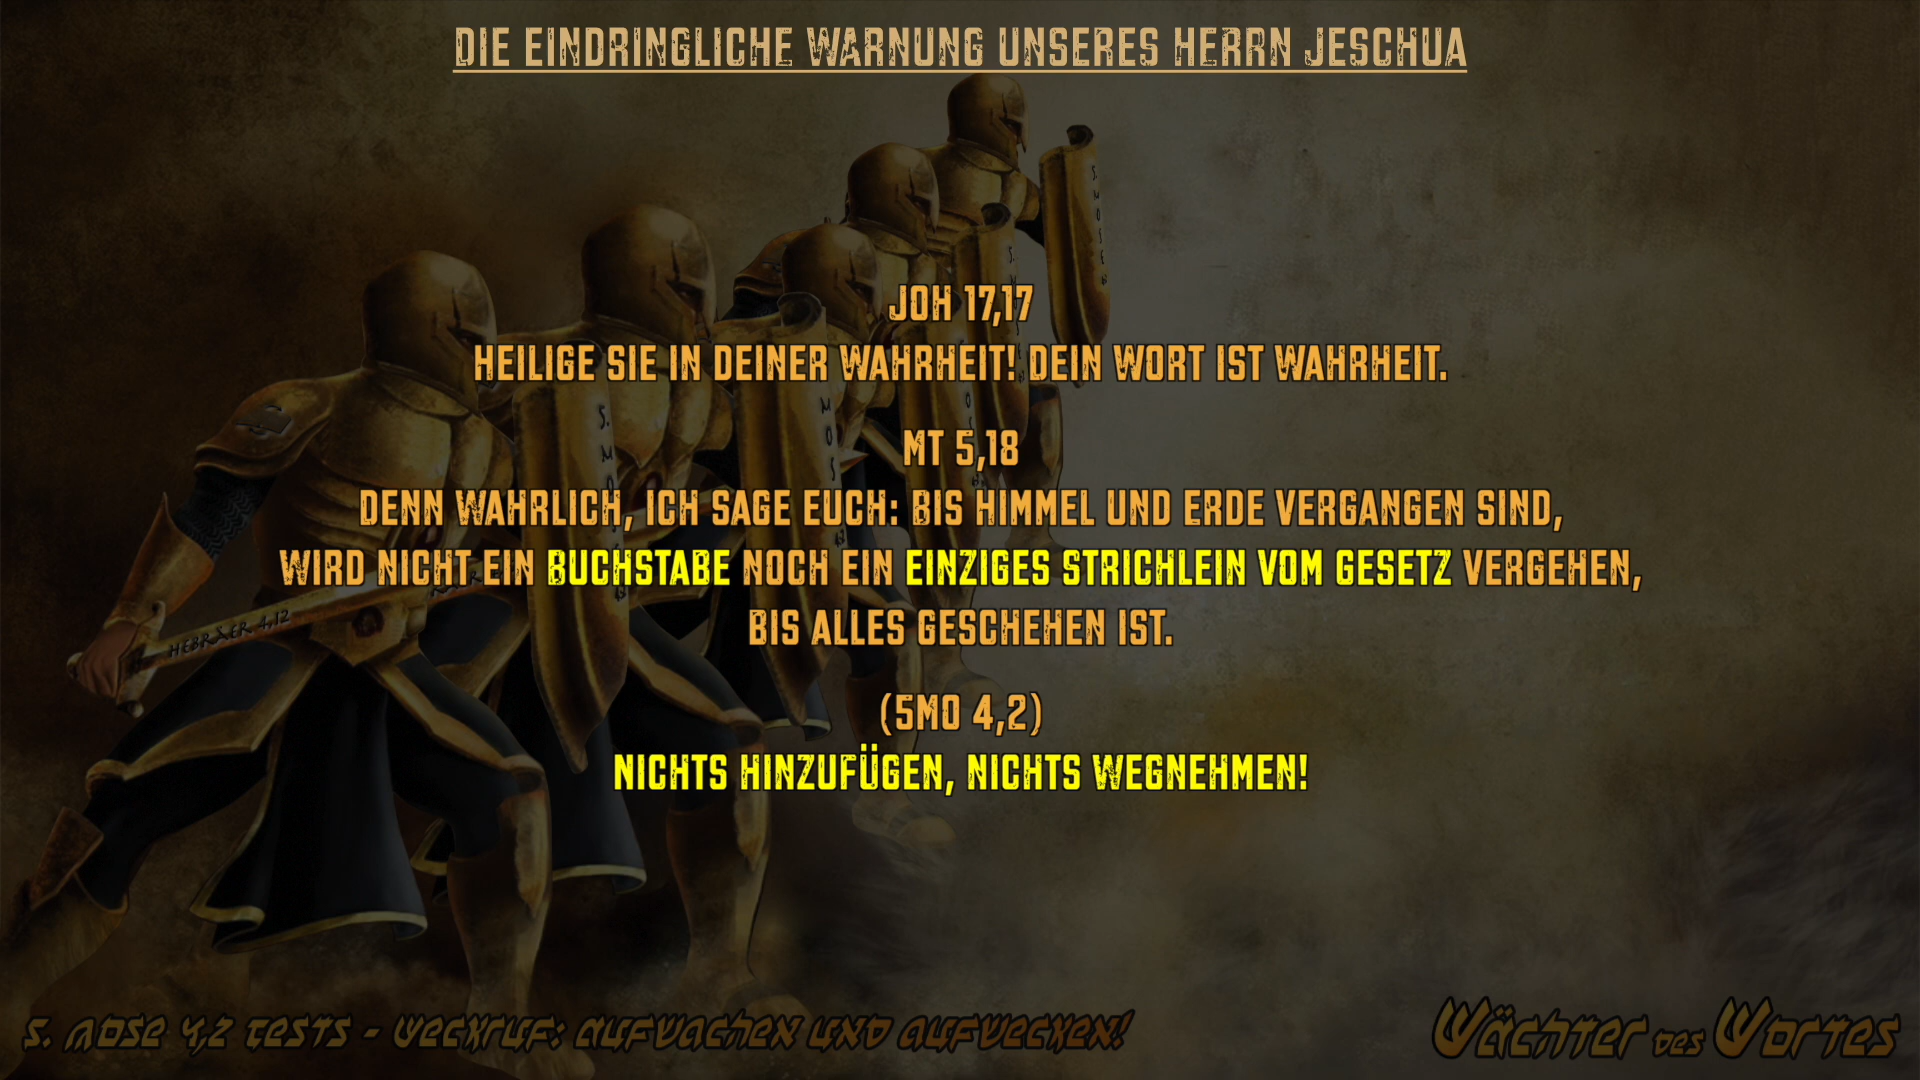 DIE EINDRINGLICHE WARNUNG UNSERES HERRN JESCHUA
JOH 17,17
HEILIGE SIE IN DEINER WAHRHEIT! DEIN WORT IST WAHRHEIT.
MT 5,18
DENN WAHRLICH, ICH SAGE EUCH: BIS HIMMEL UND ERDE VERGANGEN SIND,
WIRD NICHT EIN BUCHSTABE NOCH EIN EINZIGES STRICHLEIN VOM GESETZ VERGEHEN,
BIS ALLES GESCHEHEN IST.
(5MO 4,2)
NICHTS HINZUFÜGEN, NICHTS WEGNEHMEN!
HEBRÄER 4,12
5. MOSE 4,2 TESTS - WECKRUF: AUFWACHEN UND AUFWECKEN!
WÄCHTER DES WORTES